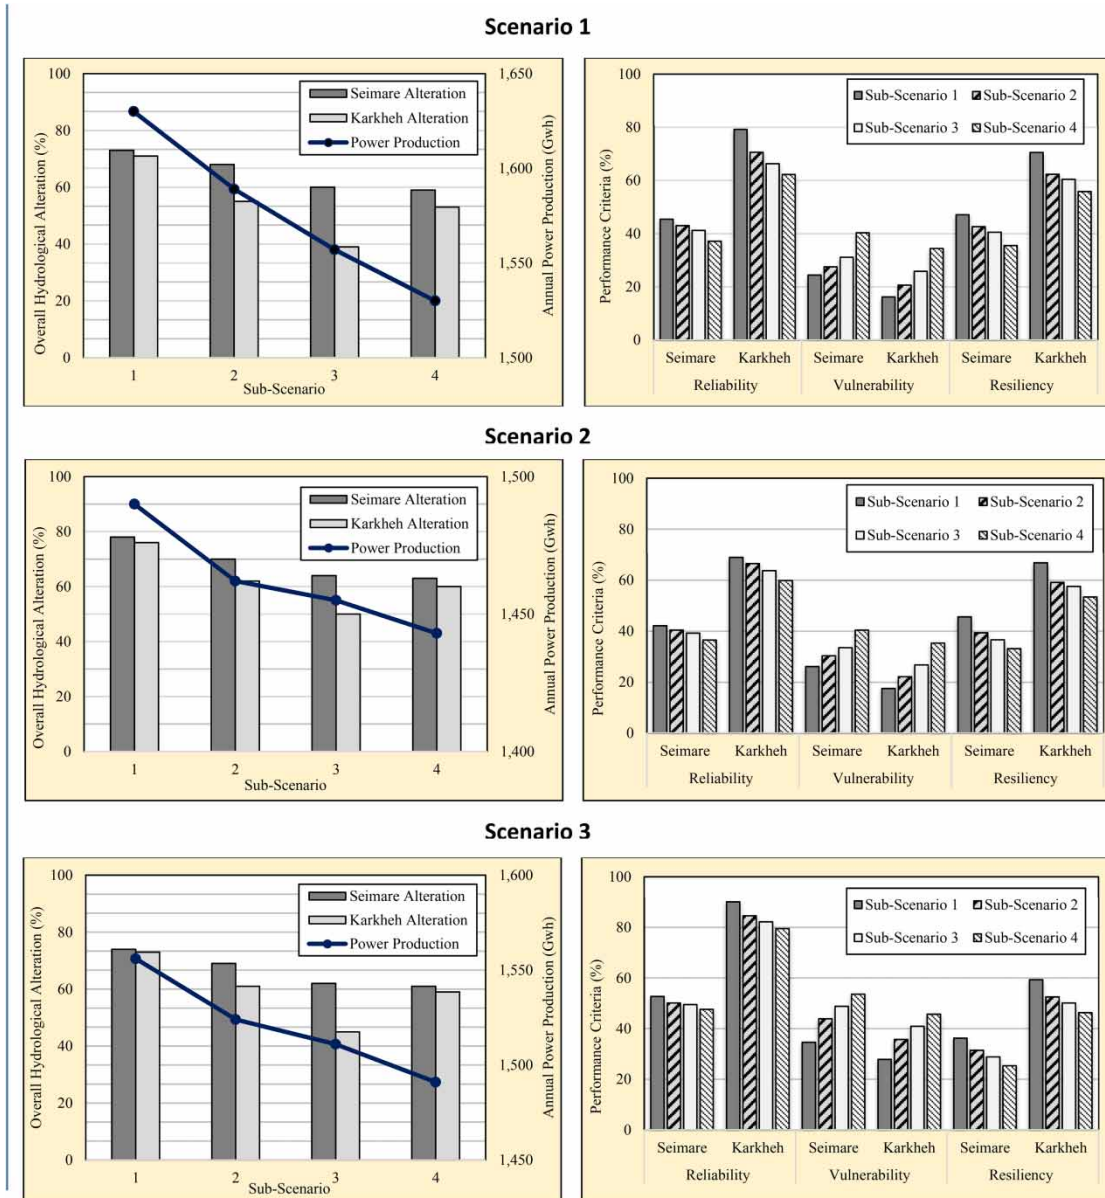 Scenario 1
Overall Hydrological Alteration (%)
100
80
60
40
20
0
Seimare Alteration
Karkheh Alteration
Power Production
1,650
1,600
1,550
1,500
Annual Power Production (Gwh)
1 2 3 4
Sub-Scenario
Performance Criteria (%)
100
80
60
40
20
0
Sub-Scenario 1 Sub-Scenario 2
Sub-Scenario 3 Sub-Scenario 4
Seimare Karkheh Seimare Karkheh Seimare Karkheh
Reliability Vulnerability Resiliency
Scenario 2
Overall Hydrological Alteration (%)
100
80
60
40
20
0
Seimare Alteration
Karkheh Alteration
Power Production
1,500
1,450
1,400
Annual Power Production (Gwh)
1 2 3 4
Sub-Scenario
Performance Criteria (%)
100
80
60
40
20
0
Sub-Scenario 1 Sub-Scenario 2
Sub-Scenario 3 Sub-Scenario 4
Seimare Karkheh Seimare Karkheh Seimare Karkheh
Reliability Vulnerability Resiliency
Scenario 3
Overall Hydrological Alteration (%)
100
80
60
40
20
0
Seimare Alteration
Karkheh Alteration
Power Production
1,600
1,550
1,500
1,450
Annual Power Production (Gwh)
1 2 3 4
Sub-Scenario
Performance Criteria (%)
100
80
60
40
20
0
Sub-Scenario 1 Sub-Scenario 2
Sub-Scenario 3 Sub-Scenario 4
Seimare Karkheh Seimare Karkheh Seimare Karkheh
Reliability Vulnerability Resiliency